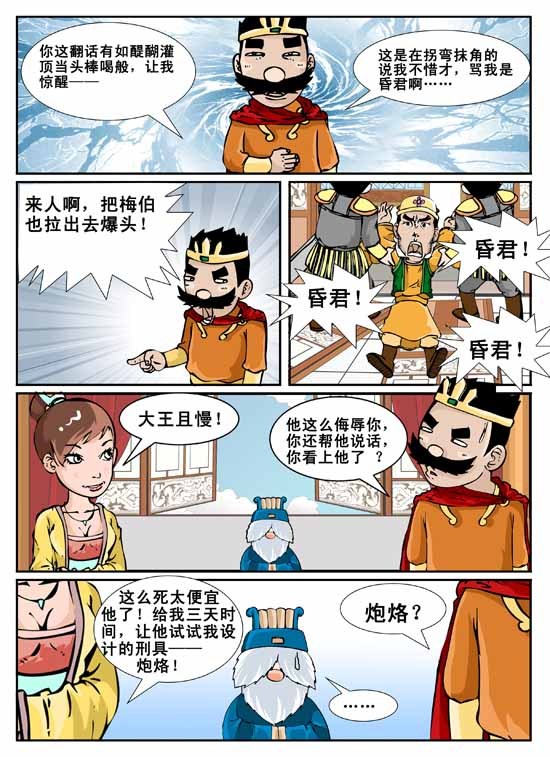 你这翻话有如醍醐灌
顶当头棒喝般，让我
惊醒——
这是在拐弯抹角的
说我不惜才，骂我是
昏君啊……
来人啊，把梅伯
也拉出去爆头！
昏君！
昏君！
昏君！
大王且慢！
他这么侮辱你，
你还帮他说话，
你看上他了？
这么死太便宜
他了！给我三天时
间，让他试试我设
计的刑具——
炮烙！
炮烙？
……